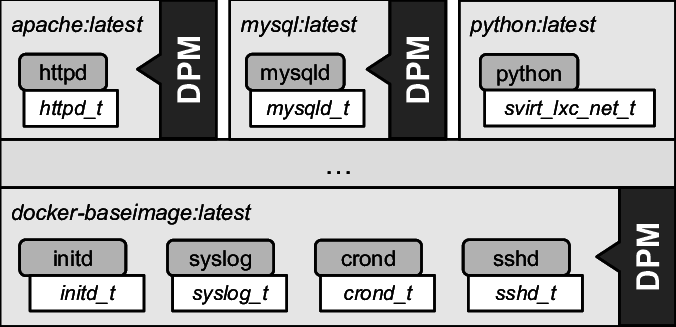 apache:latest
httpd
httpd_t
DPM
mysql:latest
mysqld
mysqld_t
DPM
python:latest
python
svirt_lxc_net_t
...
docker-baseimage:latest
initd
initd_t
syslog
syslog_t
crond
crond_t
sshd
sshd_t
DPM